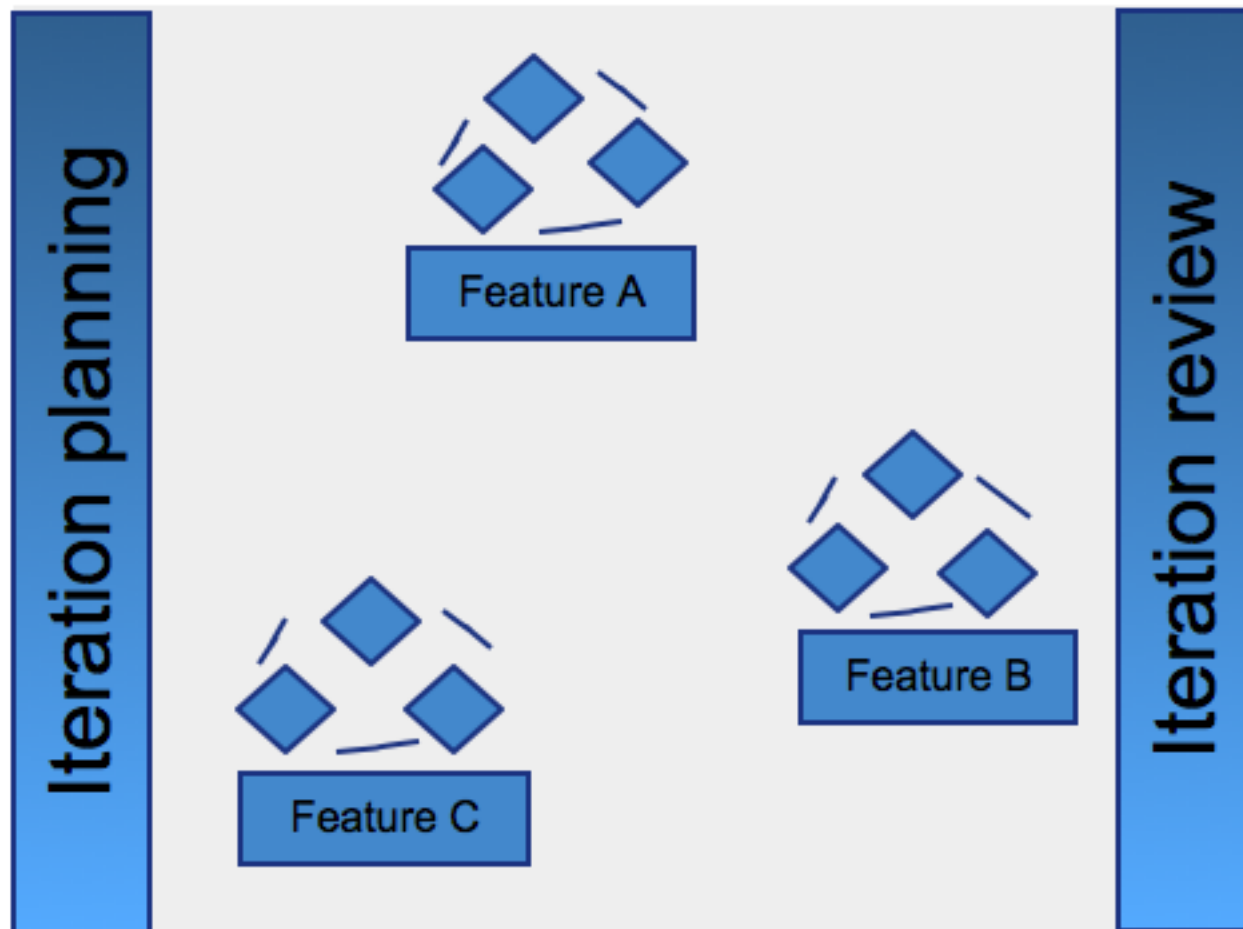 Iteration planning
Feature A
Feature B
Feature C
Iteration review